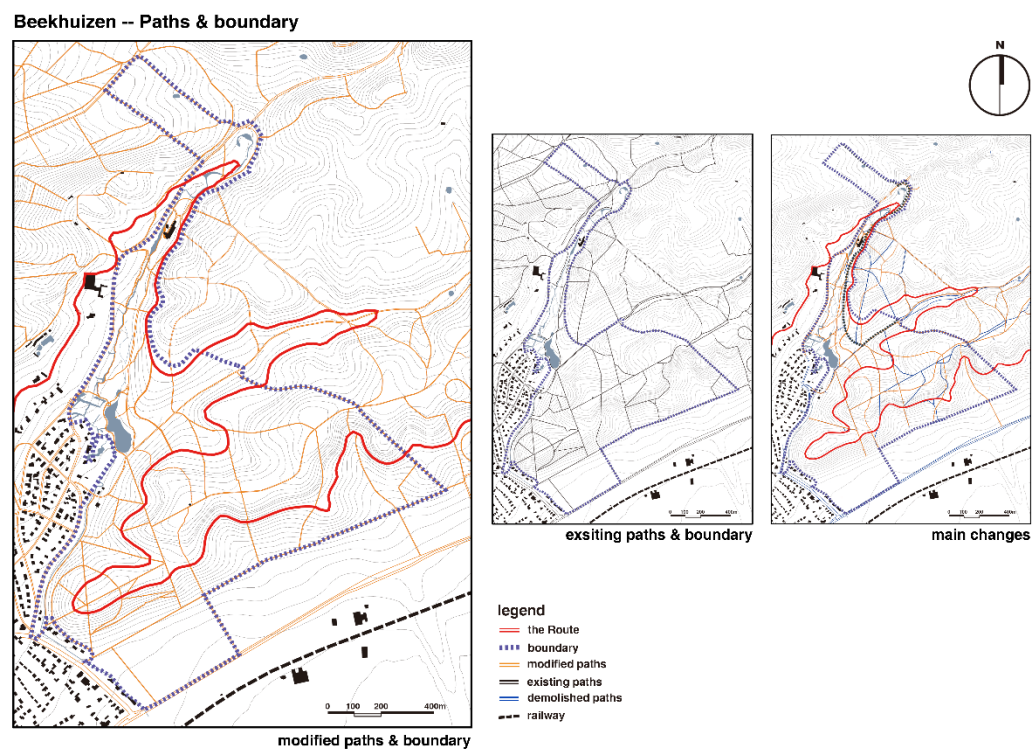 Beekhuizen -- Paths & boundary
N
0 100 200 400m
modified paths & boundary
0 100 200 400m
exsiting paths & boundary
0 100 200 400m
main changes
legend
the Route
boundary
modified paths
existing paths
demolished paths
railway